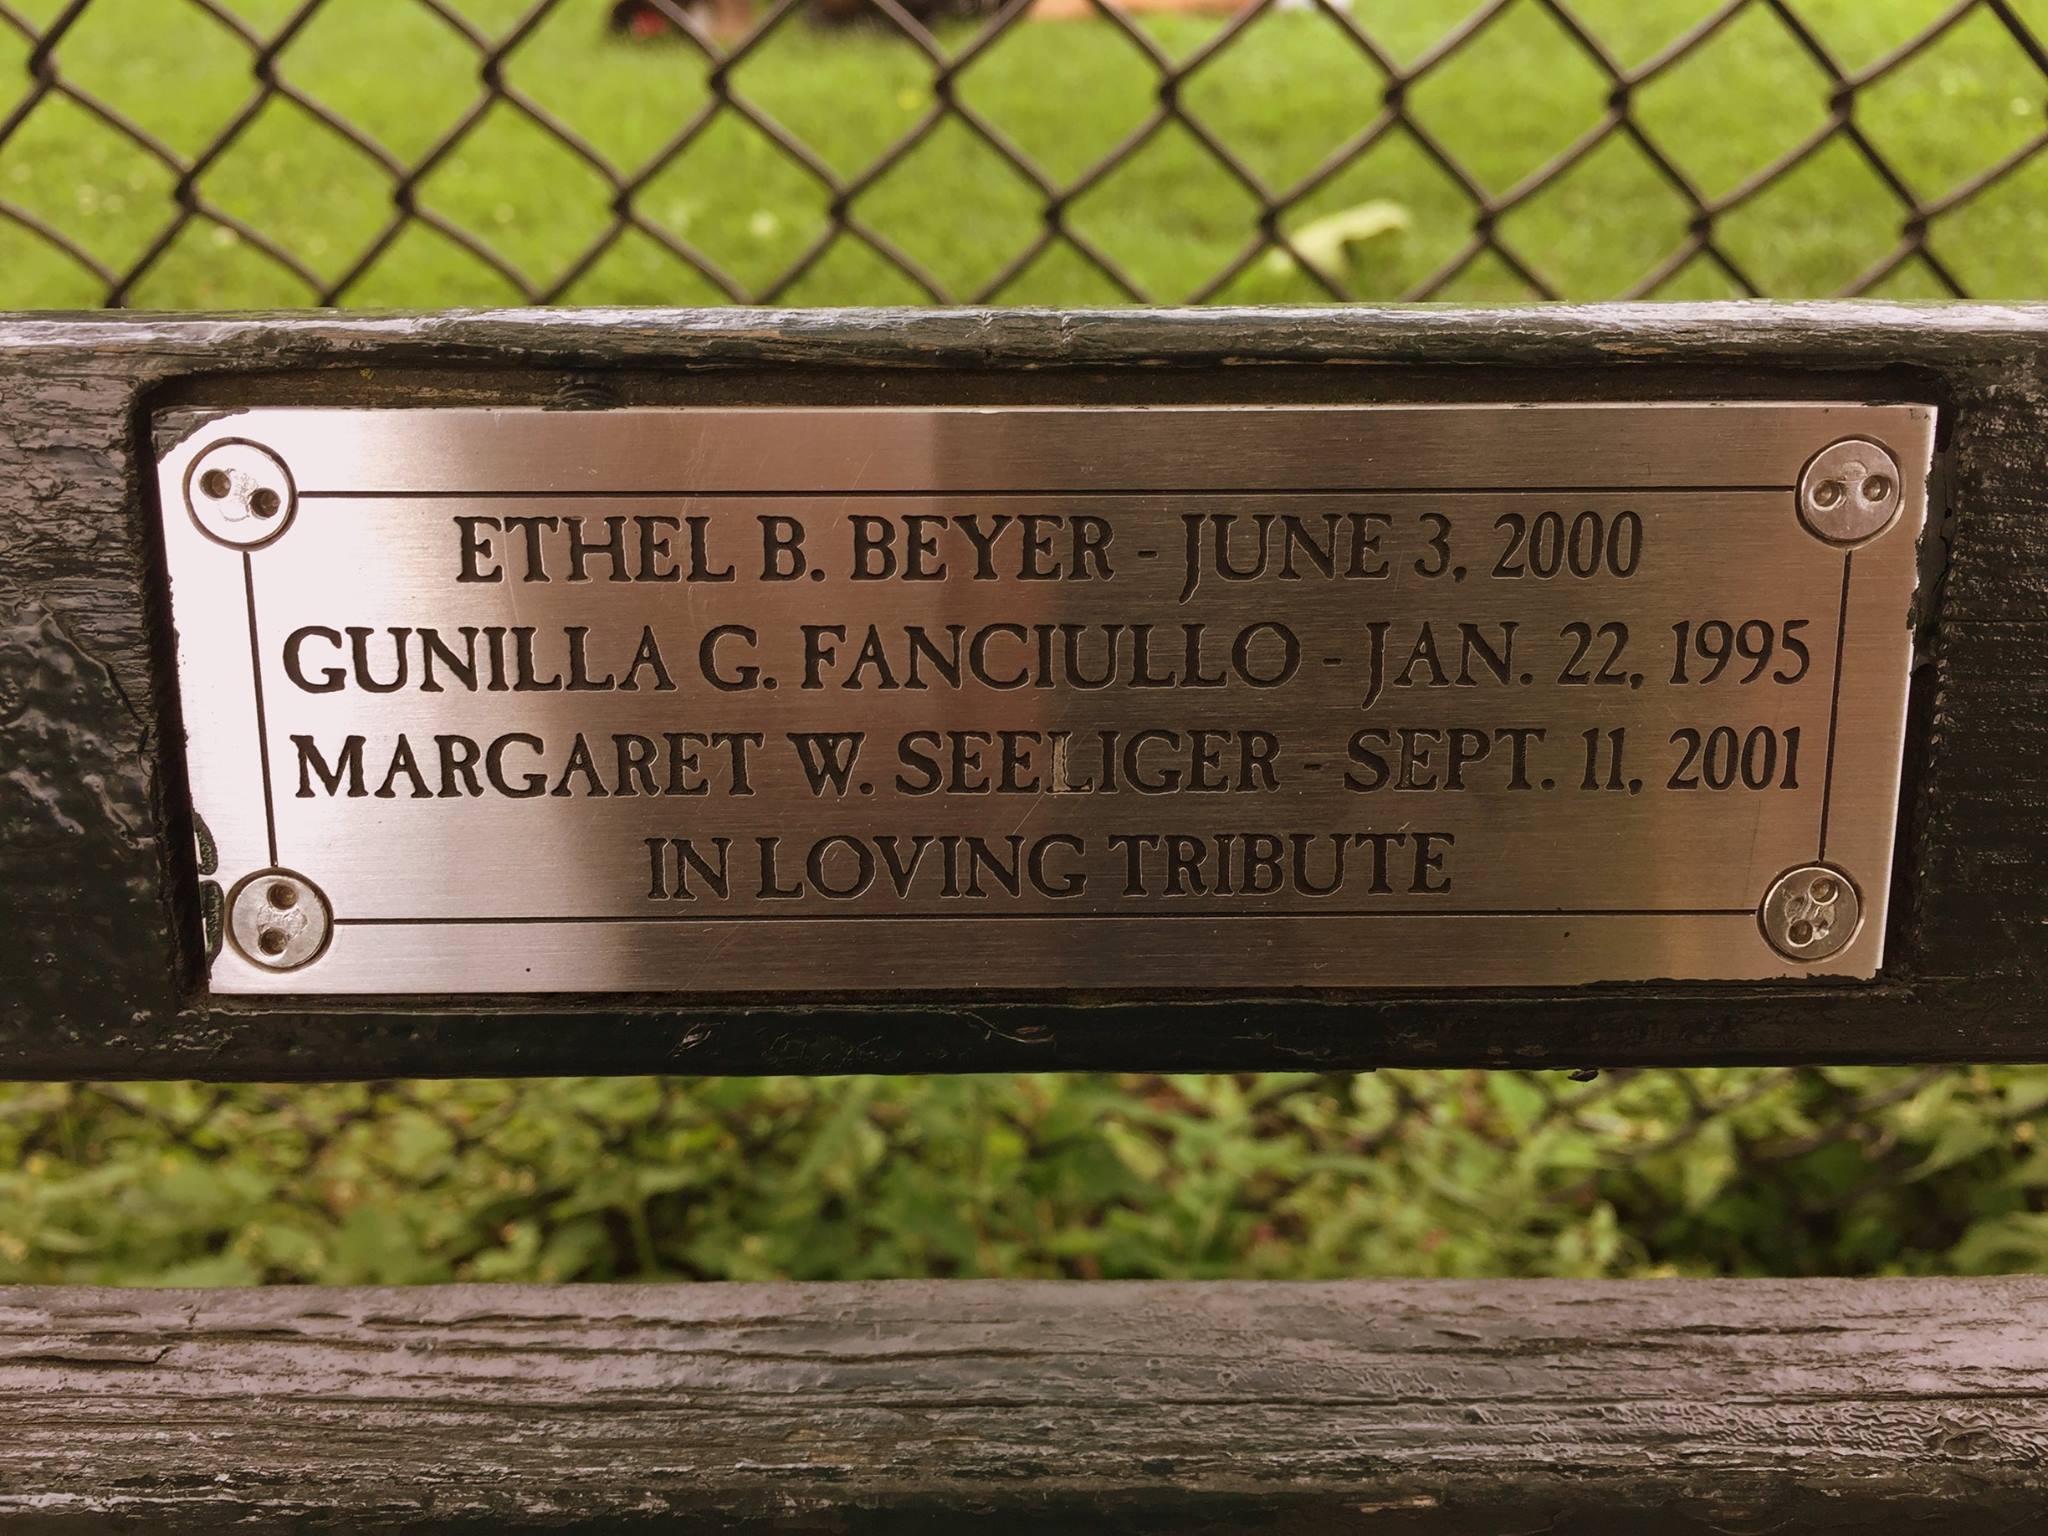 ETHEL B. BEYER - JUNE 3, 2000
GUNILLA G. FANCIULLO - JAN. 22, 1995
MARGARET W. SEELIGER - SEPT. 11, 2001
IN LOVING TRIBUTE